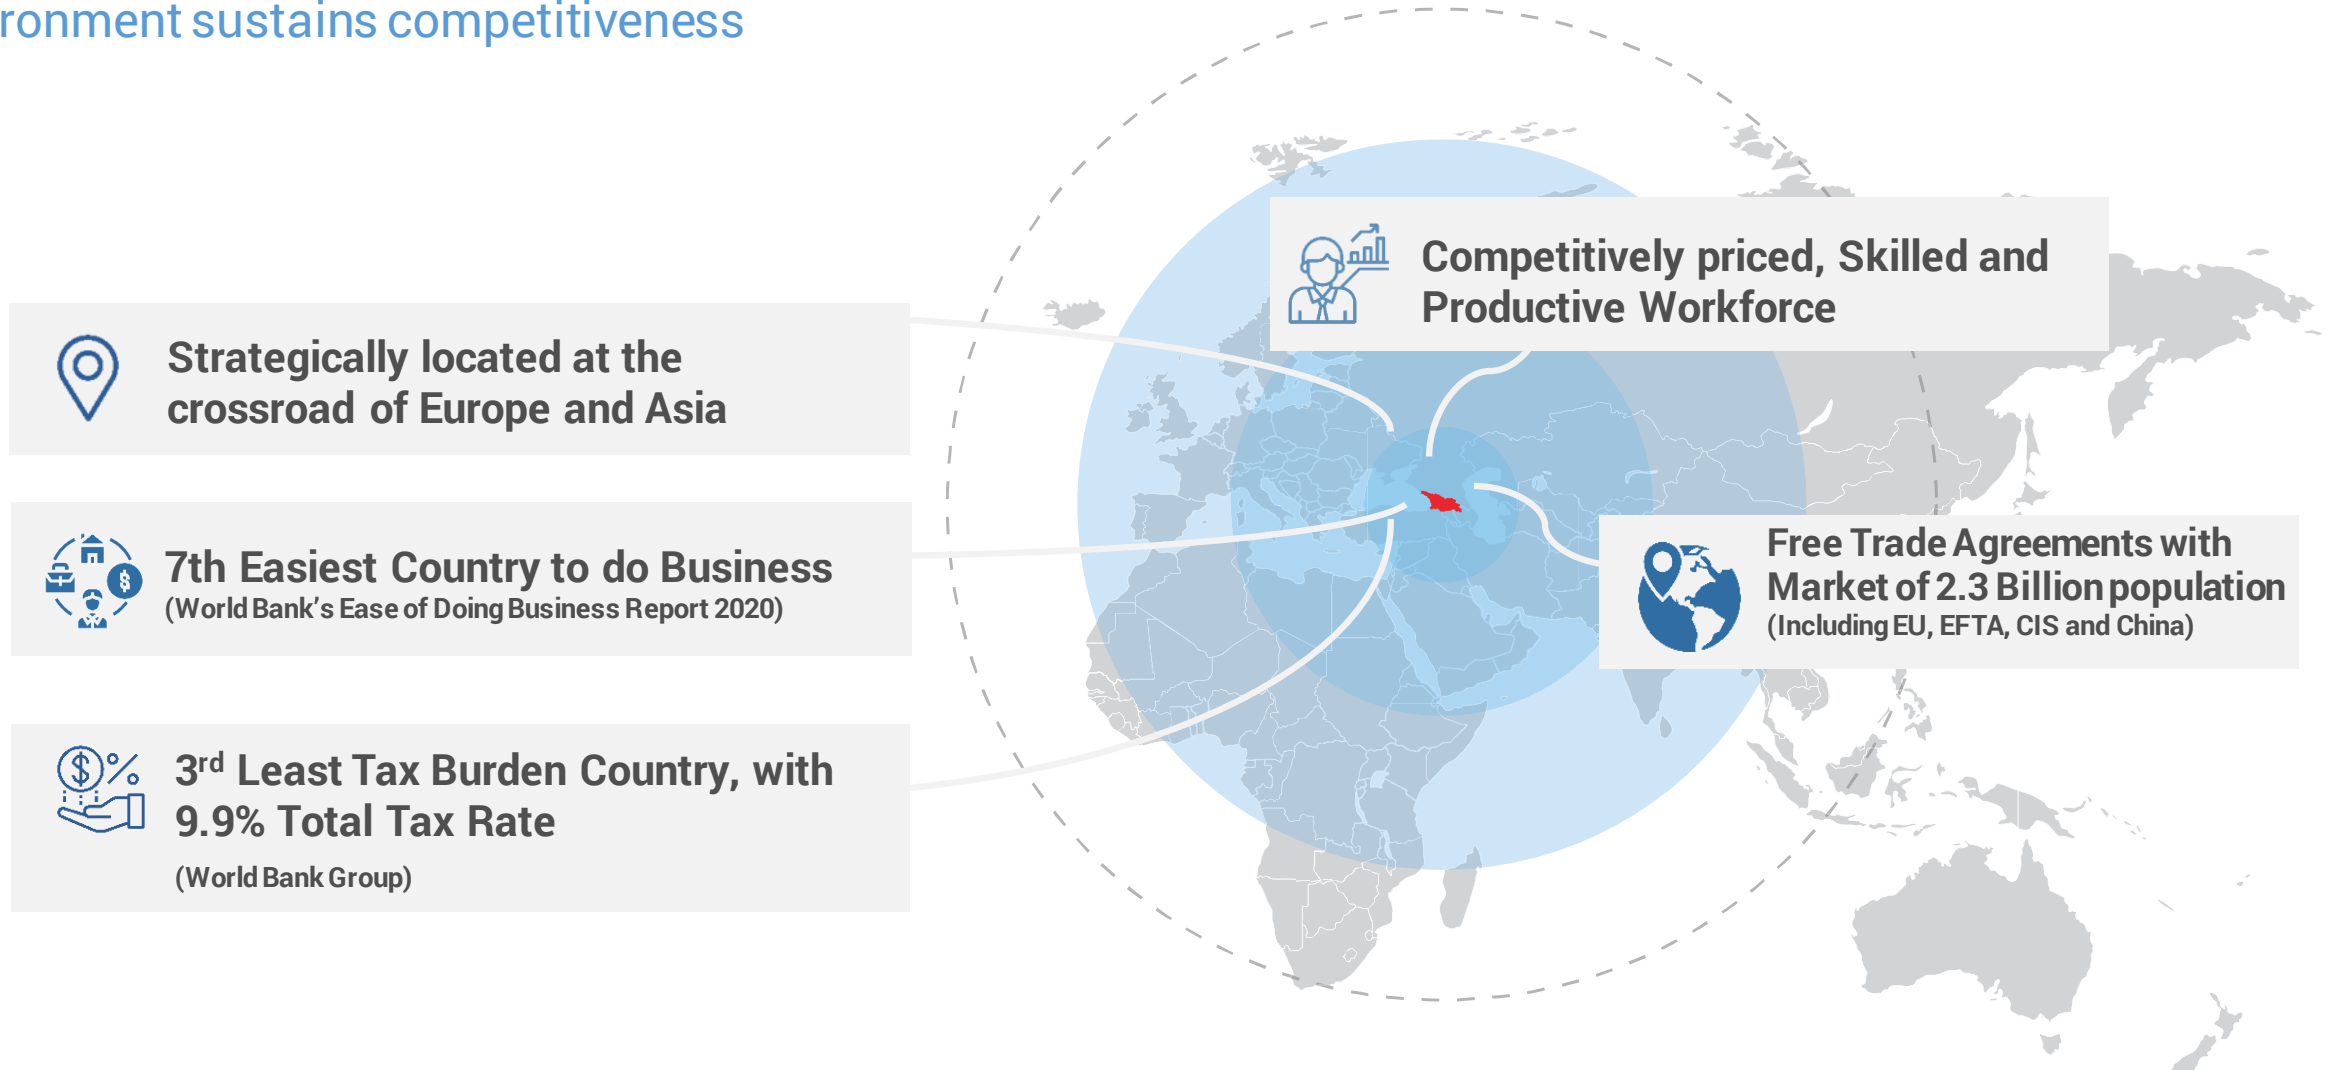 ronment sustains competitiveness
Competitively priced, Skilled and
Productive Workforce
Strategically located at the
crossroad of Europe and Asia
7th Easiest Country to do Business
(World Bank’s Ease of Doing Business Report 2020)
Free Trade Agreements with
Market of 2.3 Billion population
(Including EU, EFTA, CIS and China)
3rd Least Tax Burden Country, with
9.9% Total Tax Rate
(World Bank Group)